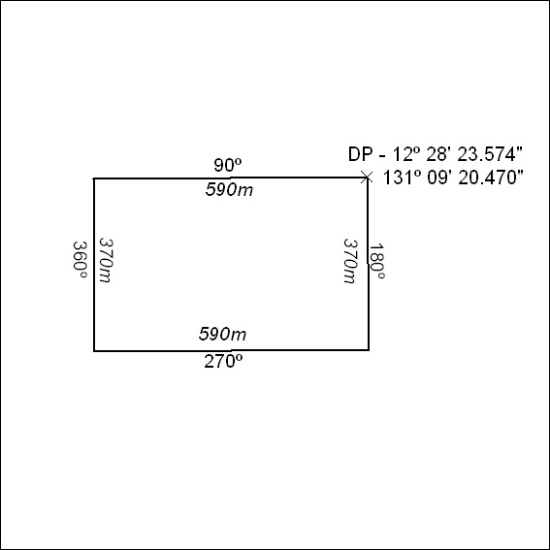 DP - 12º 28' 23.574"
131º 09' 20.470"
90º
590m
360º
370m
370m
180º
590m
270º